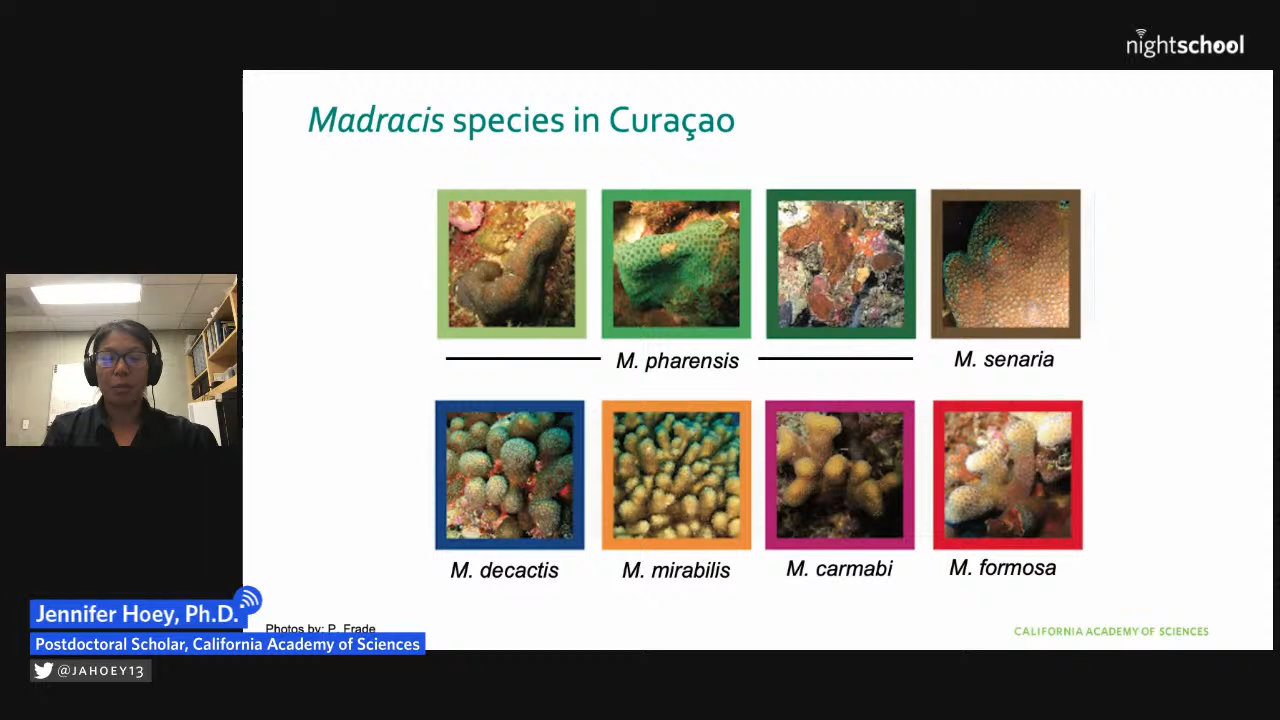 nightschool
Madracis species in Curaçao
M. pharensis
M. senaria
M. decactis
M. mirabilis
M. carmabi
M. formosa
Photos by: P. Frade
CALIFORNIA ACADEMY OF SCIENCES
Jennifer Hoey, Ph.D.
Postdoctoral Scholar, California Academy of Sciences
@JAHOEY13